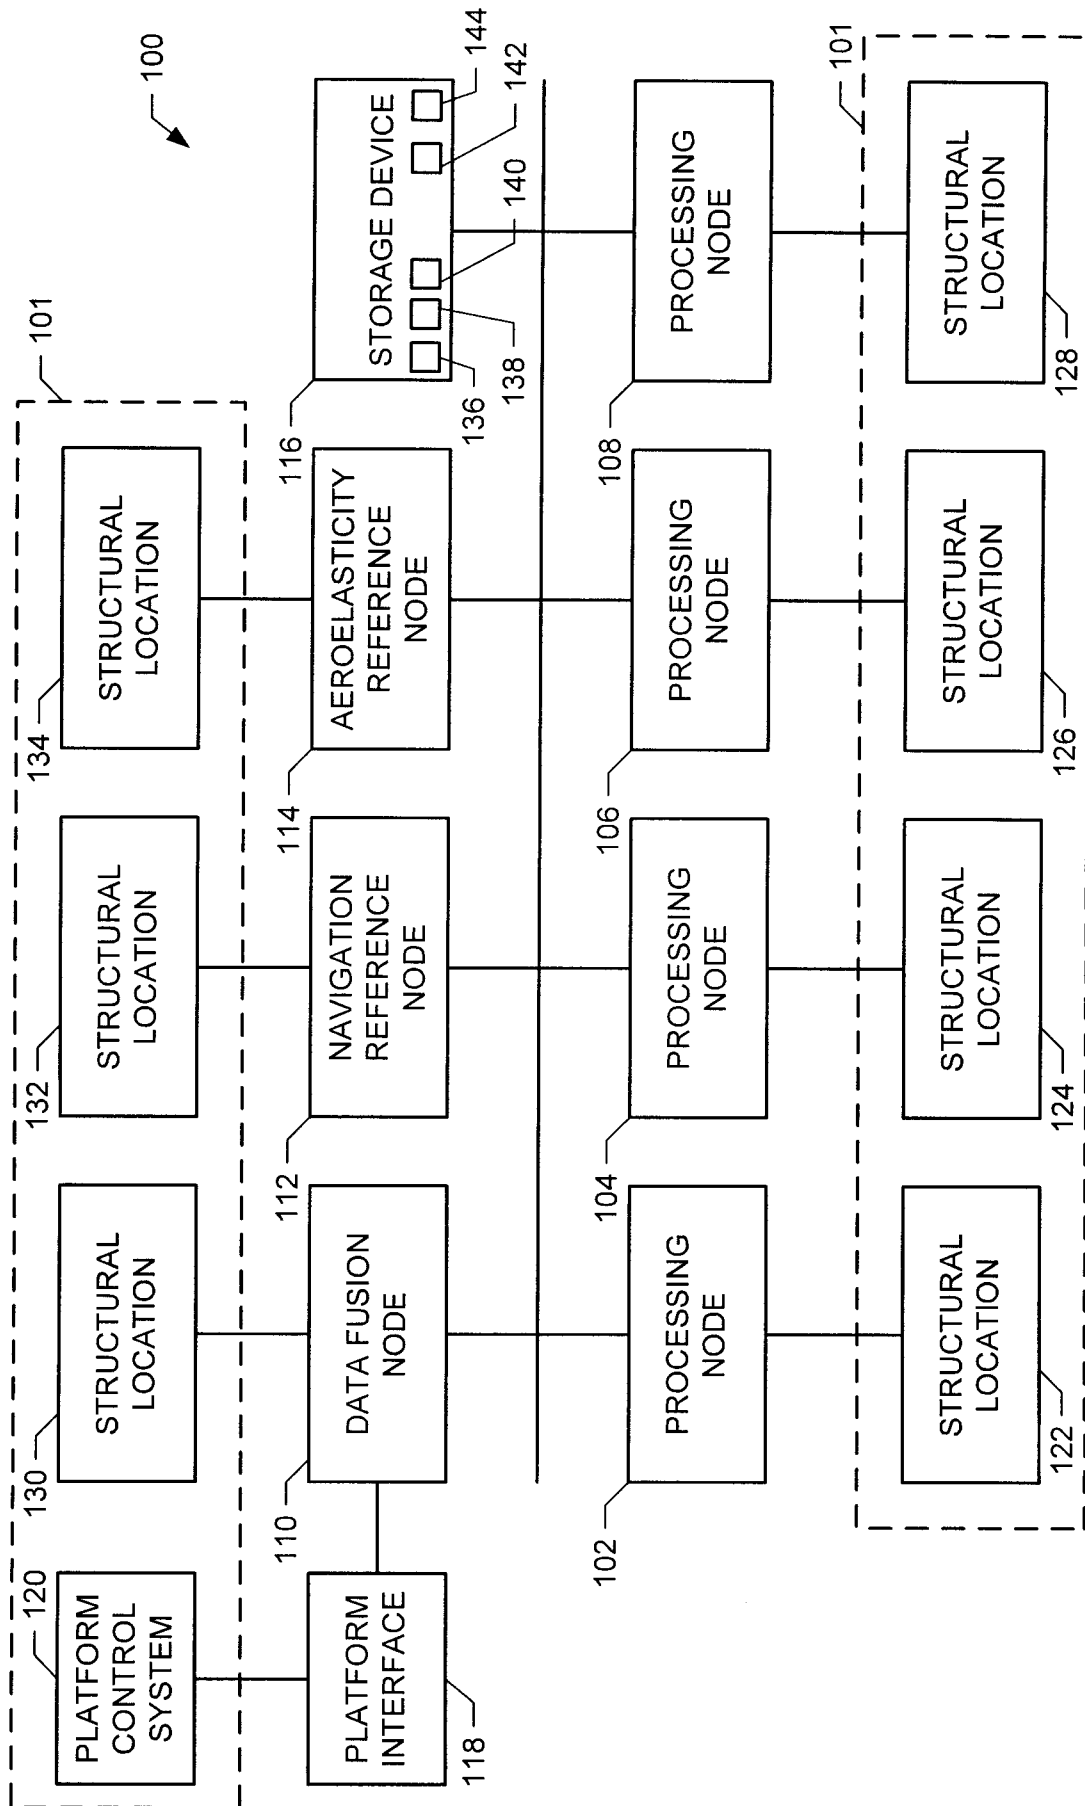 100
101
120
PLATFORM
CONTROL
SYSTEM
130
STRUCTURAL
LOCATION
132
STRUCTURAL
LOCATION
134
STRUCTURAL
LOCATION
PLATFORM
INTERFACE
118
110
DATA FUSION
NODE
112
NAVIGATION
REFERENCE
NODE
114
AEROELASTICITY
REFERENCE
NODE
116
STORAGE DEVICE
136
138
140
142
144
102
PROCESSING
NODE
104
PROCESSING
NODE
106
PROCESSING
NODE
108
PROCESSING
NODE
101
STRUCTURAL
LOCATION
122
STRUCTURAL
LOCATION
124
STRUCTURAL
LOCATION
126
STRUCTURAL
LOCATION
128